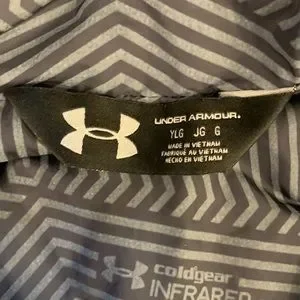 UNDER ARMOUR.
YLG JG G
MADE IN VIETNAM
FABRIQUÉ AU VIETNAM
HECHO EN VIETNAM
coldgear
INFRARED